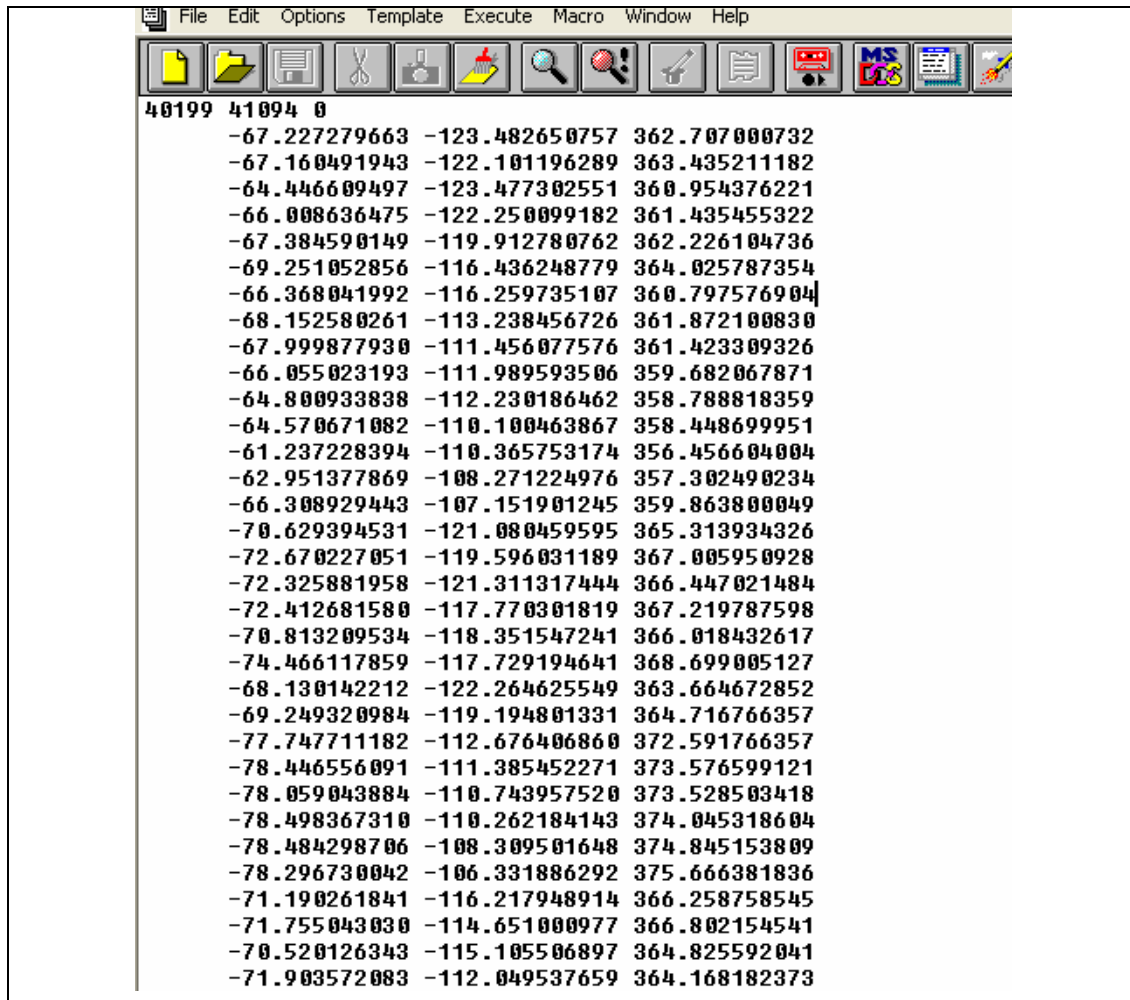 File Edit Options Template Execute Macro Window Help
MS DOS
40199 41094 0
-67.227279663 -123.482650757 362.707000732
-67.160491943 -122.101196289 363.435211182
-64.446609497 -123.477302551 360.954376221
-66.008636475 -122.250099182 361.435455322
-67.384590149 -119.912780762 362.226104736
-69.251052856 -116.436248779 364.025787354
-66.368041992 -116.259735107 360.797576904
-68.152580261 -113.238456726 361.872100830
-67.999877930 -111.456077576 361.423309326
-66.055023193 -111.989593506 359.682067871
-64.800933838 -112.230186462 358.788818359
-64.570671082 -110.100463867 358.448699951
-61.237228394 -110.365753174 356.456604004
-62.951377869 -108.271224976 357.302490234
-66.308929443 -107.151901245 359.863800049
-70.629394531 -121.080459595 365.313934326
-72.670227051 -119.596031189 367.005950928
-72.325881958 -121.311317444 366.447021484
-72.412681580 -117.770301819 367.219787598
-70.813209534 -118.351547241 366.018432617
-74.466117859 -117.729194641 368.699005127
-68.130142212 -122.264625549 363.664672852
-69.249320984 -119.194801331 364.716766357
-77.747711182 -112.676406860 372.591766357
-78.446556091 -111.385452271 373.576599121
-78.059043884 -110.743957520 373.528503418
-78.498367310 -110.262184143 374.045318604
-78.484298706 -108.309501648 374.845153809
-78.296730042 -106.331886292 375.666381836
-71.190261841 -116.217948914 366.258758545
-71.755043030 -114.651000977 366.802154541
-70.520126343 -115.105506897 364.825592041
-71.903572083 -112.049537659 364.168182373